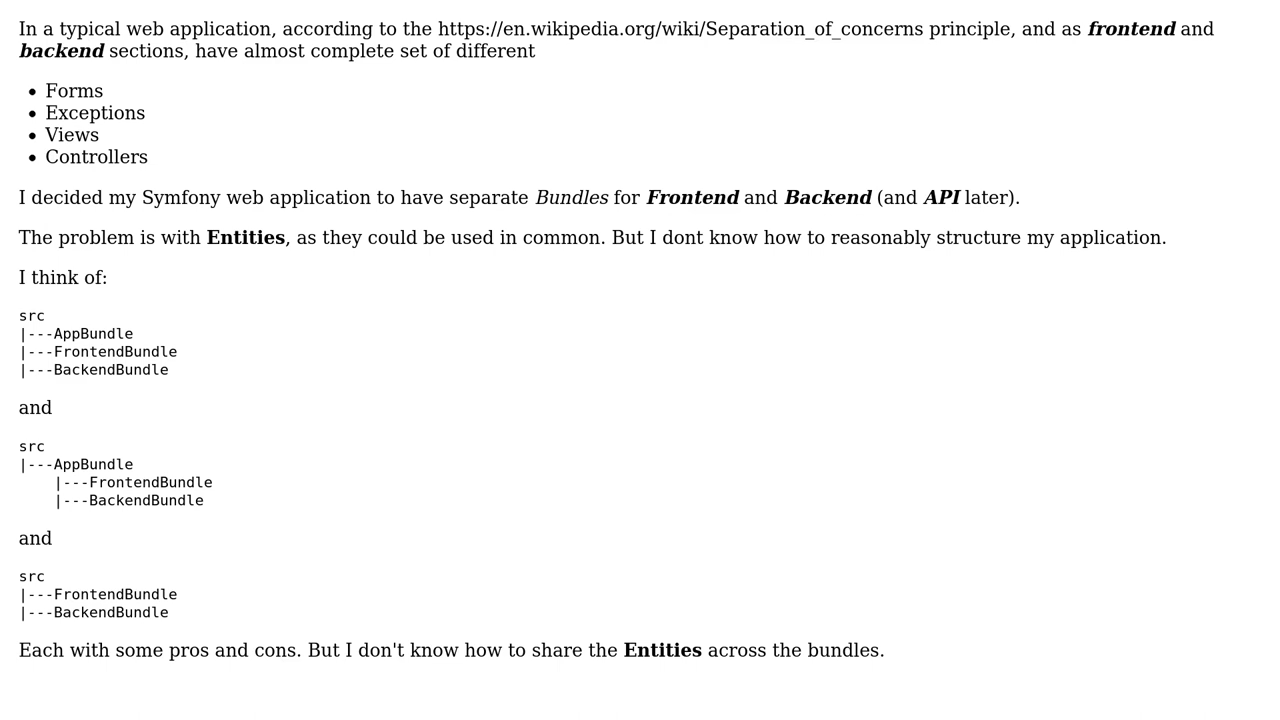 In a typical web application, according to the https://en.wikipedia.org/wiki/Separation_of_concerns principle, and as frontend and
backend sections, have almost complete set of different
• Forms
• Exceptions
• Views
• Controllers
I decided my Symfony web application to have separate Bundles for Frontend and Backend (and API later).
The problem is with Entities, as they could be used in common. But I dont know how to reasonably structure my application.
I think of:
src
|---AppBundle
|---FrontendBundle
|---BackendBundle
and
src
|---AppBundle
    |---FrontendBundle
    |---BackendBundle
and
src
|---FrontendBundle
|---BackendBundle
Each with some pros and cons. But I don't know how to share the Entities across the bundles.